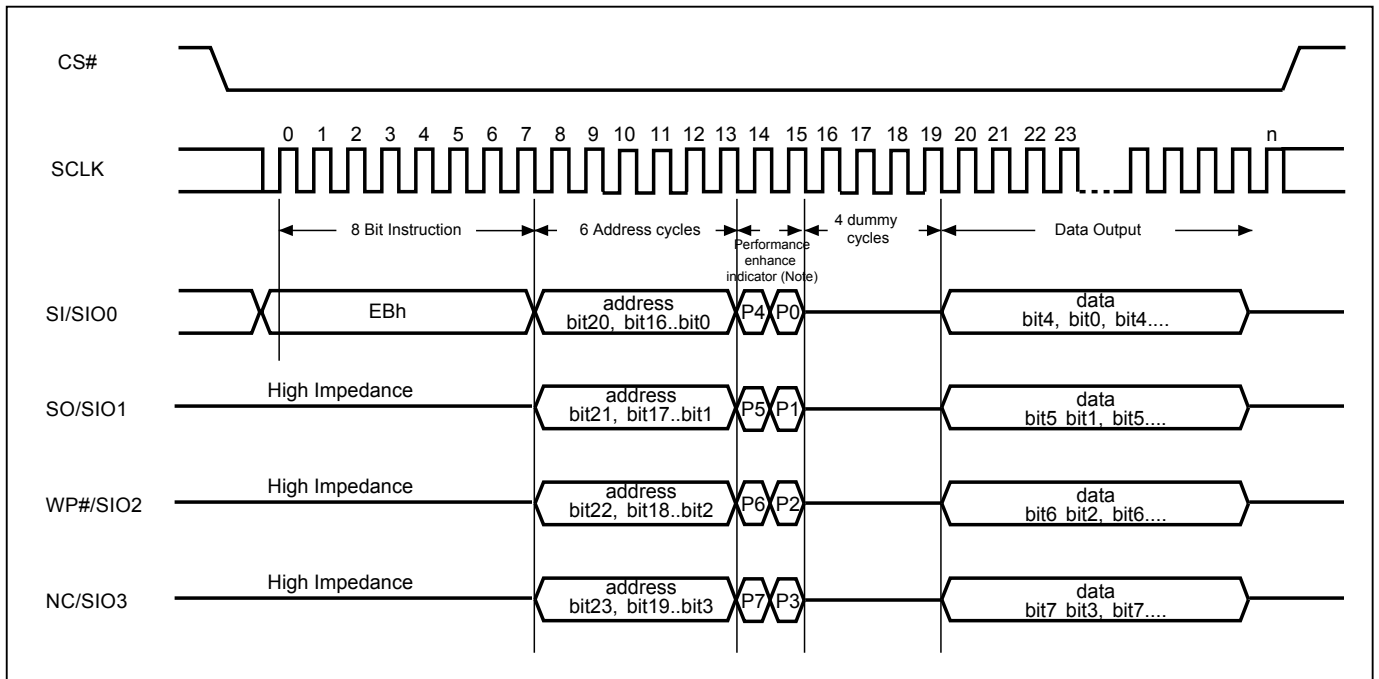 CS#
0 1 2 3 4 5 6 7 8 9 10 11 12 13 14 15 16 17 18 19 20 21 22 23 n
SCLK
8 Bit Instruction
6 Address cycles
Performance
enhance
indicator (Note)
4 dummy
cycles
Data Output
SI/SIO0
EBh
address
bit20, bit16..bit0
P4 P0
data
bit4, bit0, bit4....
SO/SIO1
High Impedance
address
bit21, bit17..bit1
P5 P1
data
bit5 bit1, bit5....
WP#/SIO2
High Impedance
address
bit22, bit18..bit2
P6 P2
data
bit6 bit2, bit6....
NC/SIO3
High Impedance
address
bit23, bit19..bit3
P7 P3
data
bit7 bit3, bit7....